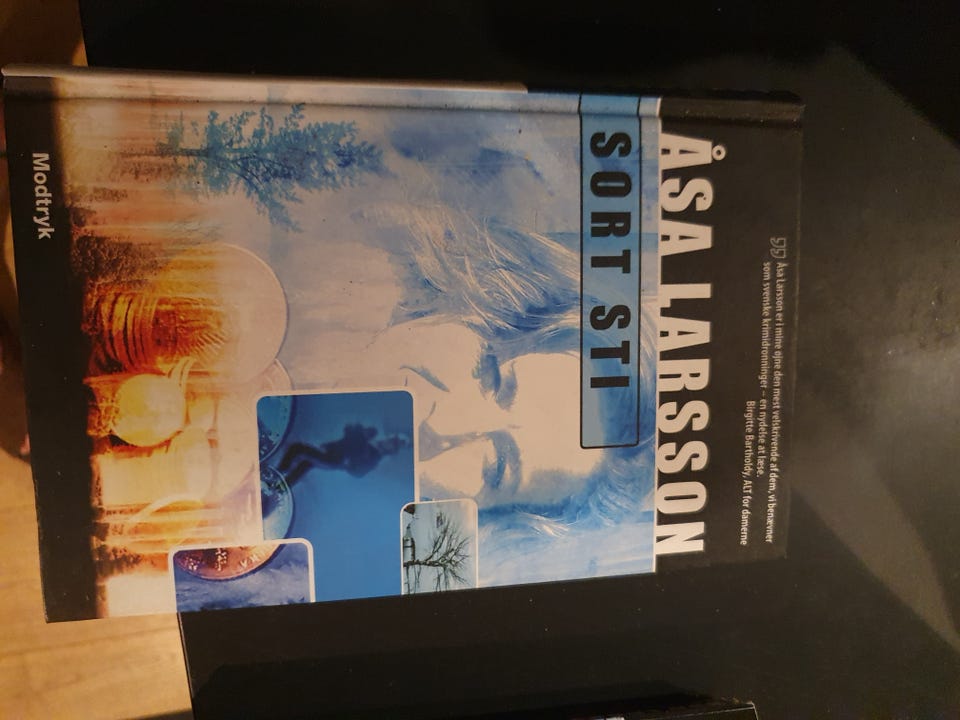 Åsa Larsson er i mine øjne den mest velskrivende af dem, vi benævner
som svenske krimidronninger – en nydelse at læse.
Birgitte Bartholdy, ALT for damerne
ÅSA LARSSON
SORT STI
Modtryk